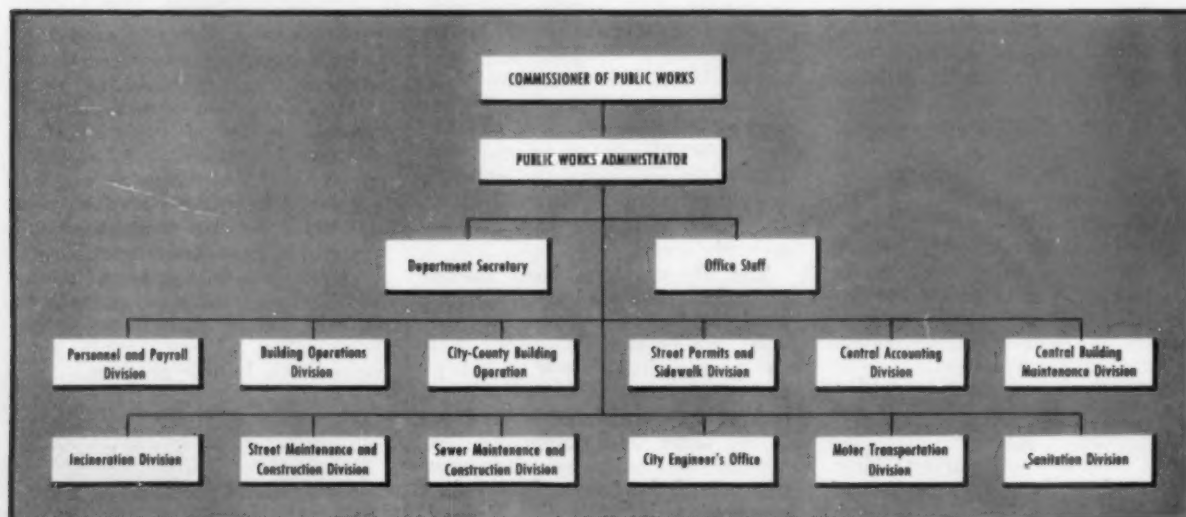 COMMISSIONER OF PUBLIC WORKS
PUBLIC WORKS ADMINISTRATOR
Department Secretary
Office Staff
Personnel and Payroll
Division
Building Operations
Division
City-County Building
Operation
Street Permits and
Sidewalk Division
Central Accounting
Division
Central Building
Maintenance Division
Incineration Division
Street Maintenance and
Construction Division
Sewer Maintenance and
Construction Division
City Engineer's Office
Motor Transportation
Division
Sanitation Division